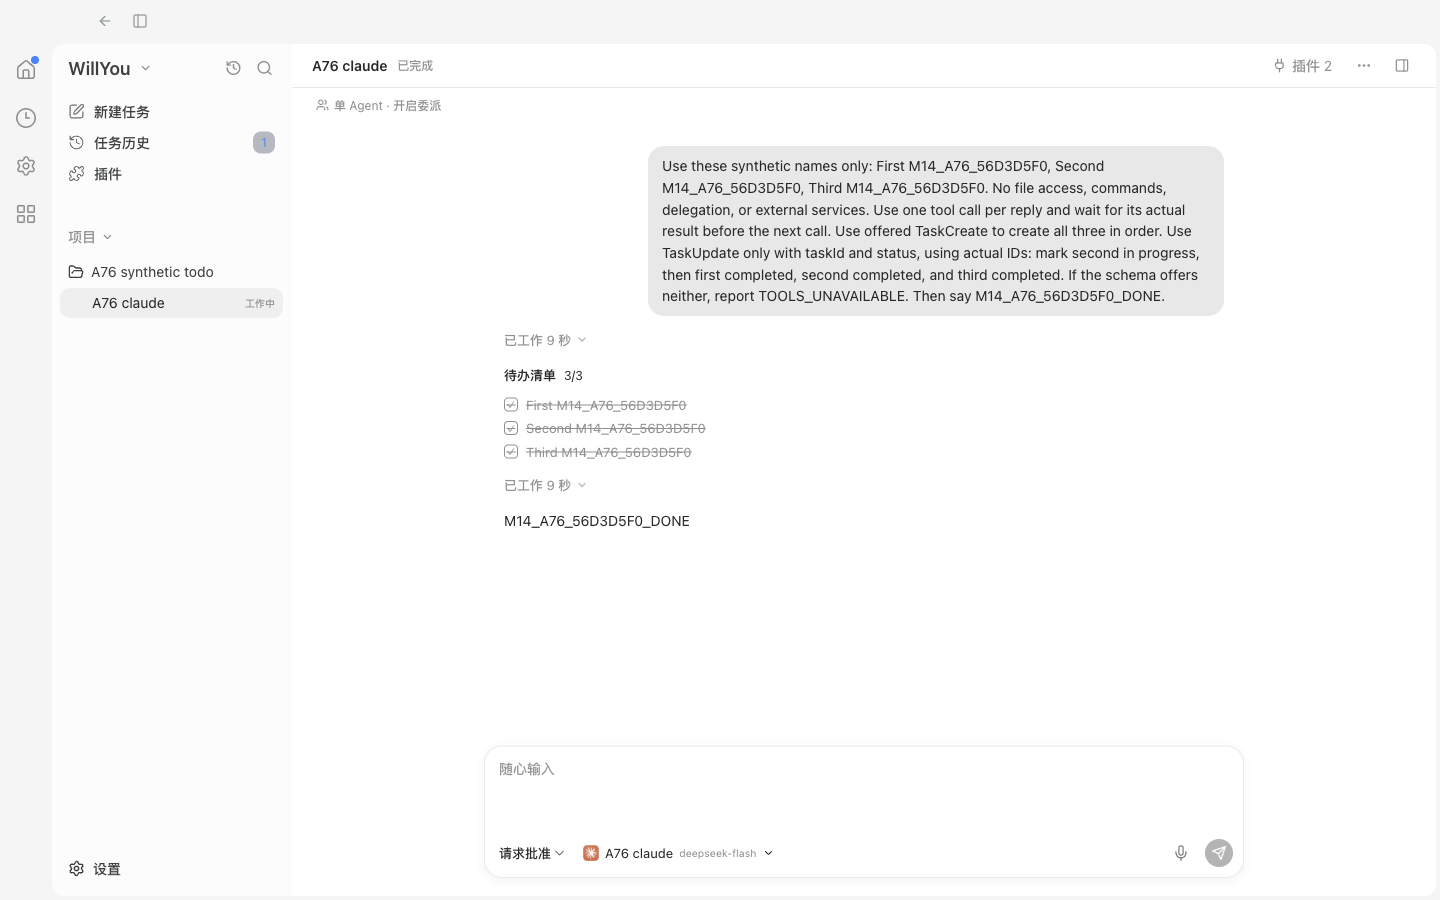 WillYou
新建任务
任务历史 1
插件
项目
A76 synthetic todo
A76 claude 工作中
设置
A76 claude 已完成
插件 2
单 Agent · 开启委派
Use these synthetic names only: First M14_A76_56D3D5F0, Second
M14_A76_56D3D5F0, Third M14_A76_56D3D5F0. No file access, commands,
delegation, or external services. Use one tool call per reply and wait for its actual
result before the next call. Use offered TaskCreate to create all three in order. Use
TaskUpdate only with taskId and status, using actual IDs: mark second in progress,
then first completed, second completed, and third completed. If the schema offers
neither, report TOOLS_UNAVAILABLE. Then say M14_A76_56D3D5F0_DONE.
已工作 9 秒
待办清单 3/3
First M14_A76_56D3D5F0
Second M14_A76_56D3D5F0
Third M14_A76_56D3D5F0
已工作 9 秒
M14_A76_56D3D5F0_DONE
随心输入
请求批准 A76 claude deepseek-flash